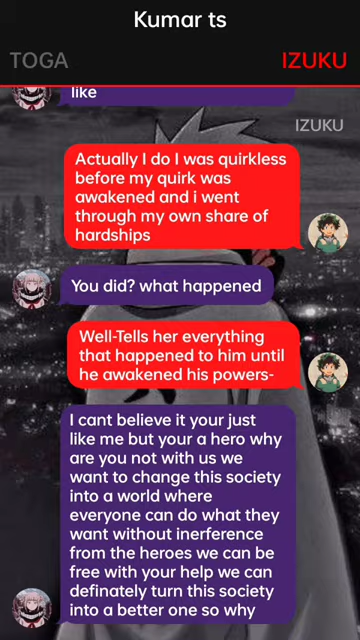 Kumar ts
TOGA
IZUKU
like
IZUKU
Actually I do I was quirkless
before my quirk was
awakened and i went
through my own share of
hardships
You did? what happened
Well-Tells her everything
that happened to him until
he awakened his powers-
I cant believe it your just
like me but your a hero why
are you not with us we
want to change this society
into a world where
everyone can do what they
want without inerference
from the heroes we can be
free with your help we can
definately turn this society
into a better one so why